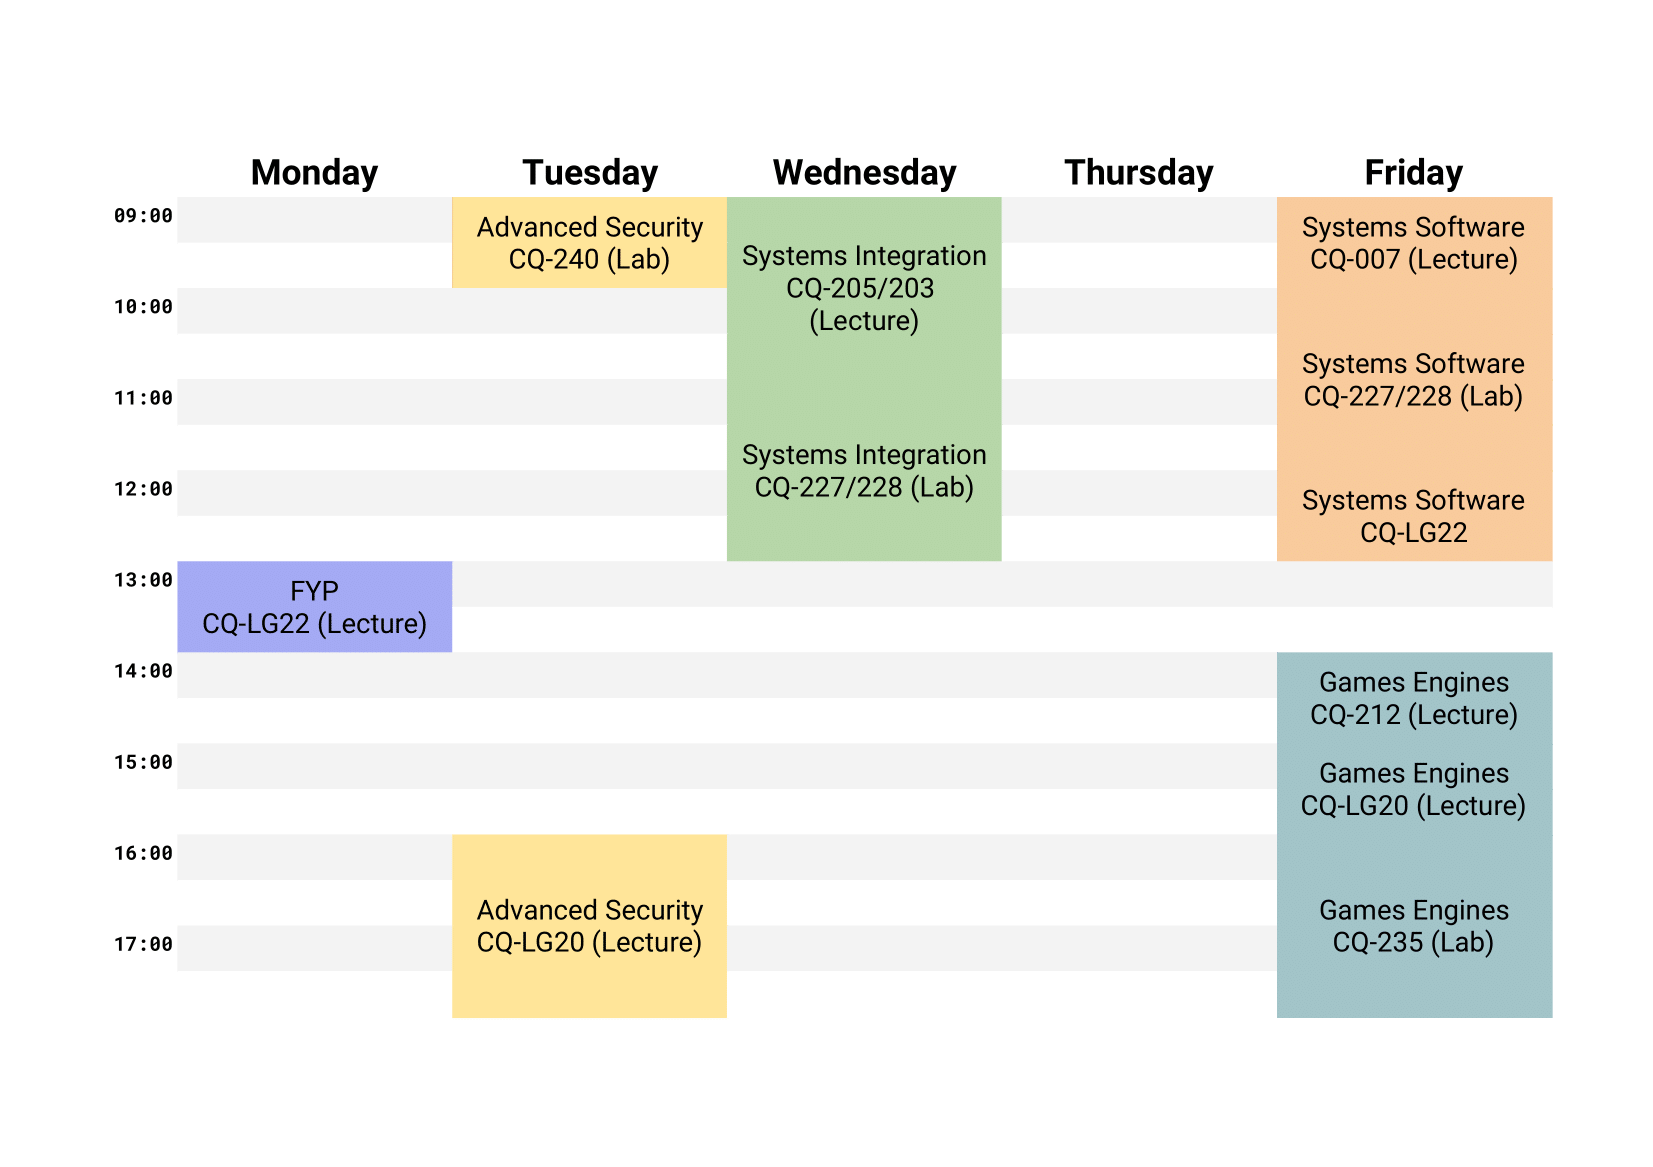 Monday Tuesday Wednesday Thursday Friday
09:00
Advanced Security
CQ-240 (Lab)
Systems Integration
CQ-205/203
(Lecture)
Systems Software
CQ-007 (Lecture)
10:00
Systems Software
CQ-227/228 (Lab)
11:00
Systems Integration
CQ-227/228 (Lab)
12:00
Systems Software
CQ-LG22
13:00
FYP
CQ-LG22 (Lecture)
14:00
Games Engines
CQ-212 (Lecture)
15:00
Games Engines
CQ-LG20 (Lecture)
16:00
Advanced Security
CQ-LG20 (Lecture)
Games Engines
CQ-235 (Lab)
17:00